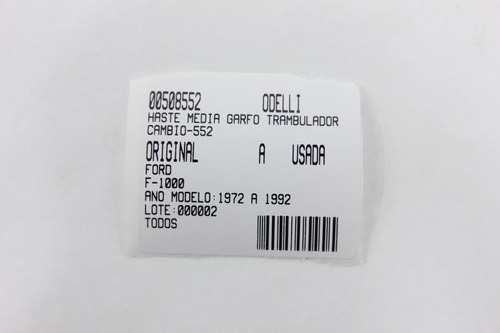 00508552 ODELLI
HASTE MEDIA GARFO TRAMBULADOR
CAMBIO-552
ORIGINAL A USADA
FORD
F-1000
ANO MODELO:1972 A 1992
LOTE:000002
TODOS